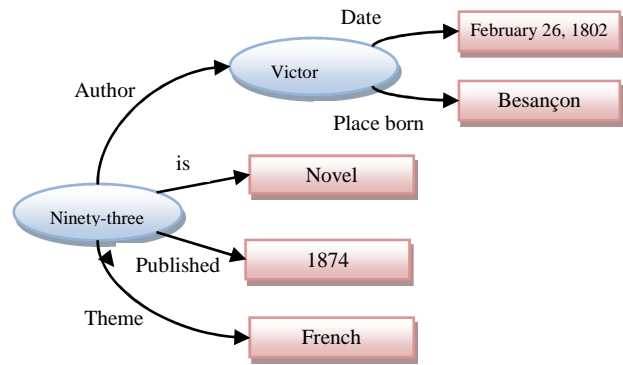 Date
February 26, 1802
Victor
Author
Besançon
Place born
is
Novel
Ninety-three
Published
1874
Theme
French